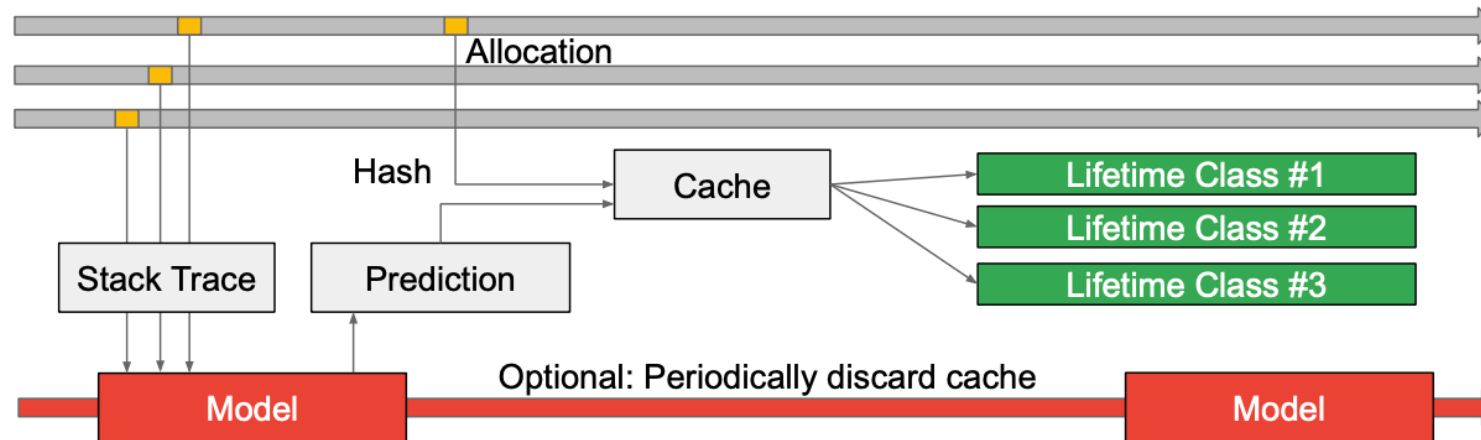 Allocation
Hash
Cache
Lifetime Class #1
Lifetime Class #2
Lifetime Class #3
Stack Trace
Prediction
Optional: Periodically discard cache
Model
Model